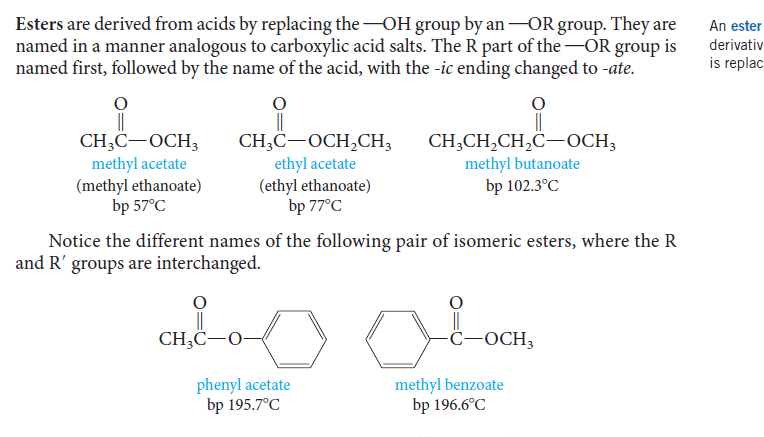 Esters are derived from acids by replacing the —OH group by an —OR group. They are
named in a manner analogous to carboxylic acid salts. The R part of the —OR group is
named first, followed by the name of the acid, with the -ic ending changed to -ate.
An ester
derivativ
is replac
O O O
CH₃C—OCH₃ CH₃C—OCH₂CH₃ CH₃CH₂CH₂C—OCH₃
methyl acetate ethyl acetate methyl butanoate
(methyl ethanoate) (ethyl ethanoate) bp 102.3°C
bp 57°C bp 77°C
Notice the different names of the following pair of isomeric esters, where the R
and R′ groups are interchanged.
O O
CH₃C—O— C—OCH₃
phenyl acetate methyl benzoate
bp 195.7°C bp 196.6°C